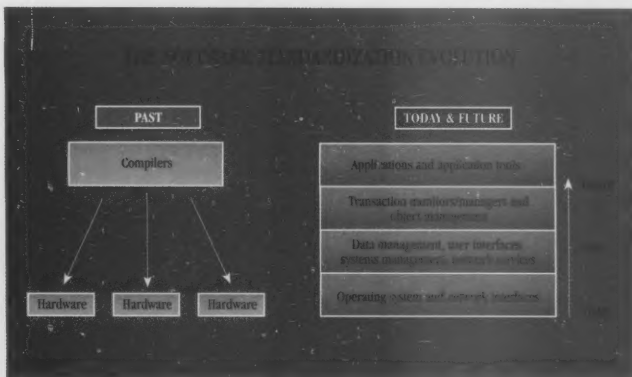 THE SOFTWARE STANDARDIZATION EVOLUTION
PAST
Compilers
Hardware
Hardware
Hardware
TODAY & FUTURE
Applications and application tools
Transaction monitors/managers and
object management
Data management, user interfaces
systems management, network services
Operating system and network interfaces